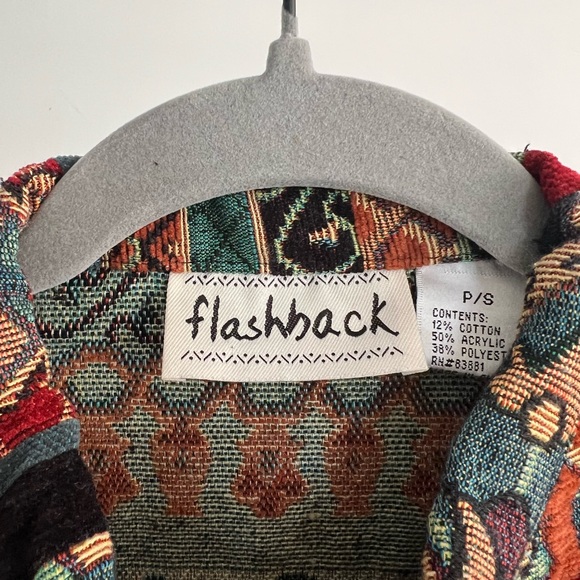 flashback
P/S
CONTENTS:
12% COTTON
50% ACRYLIC
38% POLYEST
RN#83881